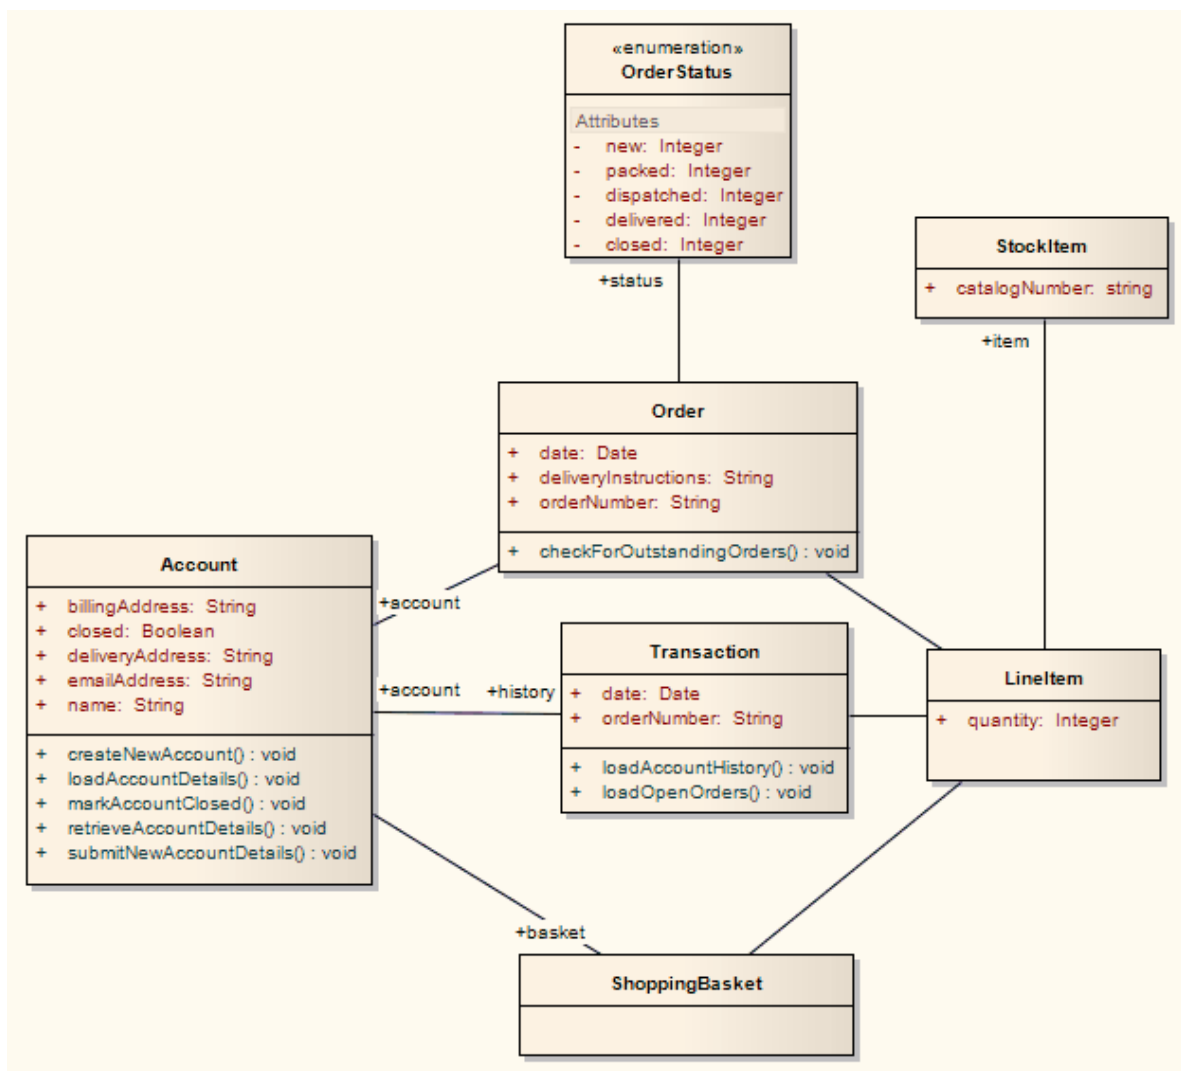 «enumeration»
OrderStatus
Attributes
- new: Integer
- packed: Integer
- dispatched: Integer
- delivered: Integer
- closed: Integer
+status
StockItem
+ catalogNumber: string
+item
Order
+ date: Date
+ deliveryInstructions: String
+ orderNumber: String
+ checkForOutstandingOrders() : void
Account
+ billingAddress: String
+ closed: Boolean
+ deliveryAddress: String
+ emailAddress: String
+ name: String
+ createNewAccount() : void
+ loadAccountDetails() : void
+ markAccountClosed() : void
+ retrieveAccountDetails() : void
+ submitNewAccountDetails() : void
+account
+account
+history
Transaction
+ date: Date
+ orderNumber: String
+ loadAccountHistory() : void
+ loadOpenOrders() : void
LineItem
+ quantity: Integer
+basket
ShoppingBasket